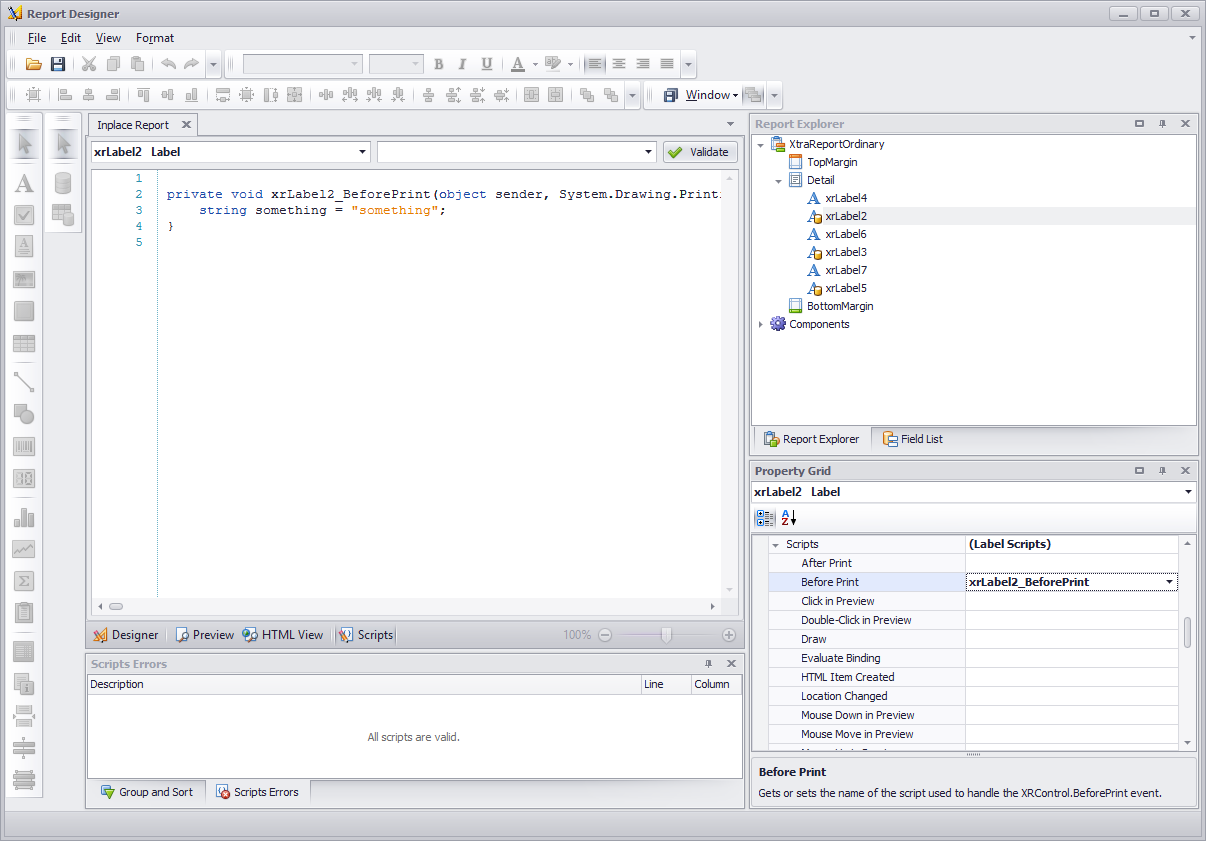 Report Designer
File Edit View Format
B I U A
Window
Inplace Report
xrLabel2 Label
Validate
1
2 private void xrLabel2_BeforePrint(object sender, System.Drawing.Print
3 string something = "something";
4 }
5
Designer Preview HTML View Scripts 100%
Scripts Errors
Description Line Column
All scripts are valid.
Group and Sort Scripts Errors
Report Explorer
XtraReportOrdinary
TopMargin
Detail
xrLabel4
xrLabel2
xrLabel6
xrLabel3
xrLabel7
xrLabel5
BottomMargin
Components
Report Explorer Field List
Property Grid
xrLabel2 Label
Scripts (Label Scripts)
After Print
Before Print xrLabel2_BeforePrint
Click in Preview
Double-Click in Preview
Draw
Evaluate Binding
HTML Item Created
Location Changed
Mouse Down in Preview
Mouse Move in Preview
Before Print
Gets or sets the name of the script used to handle the XRControl.BeforePrint event.